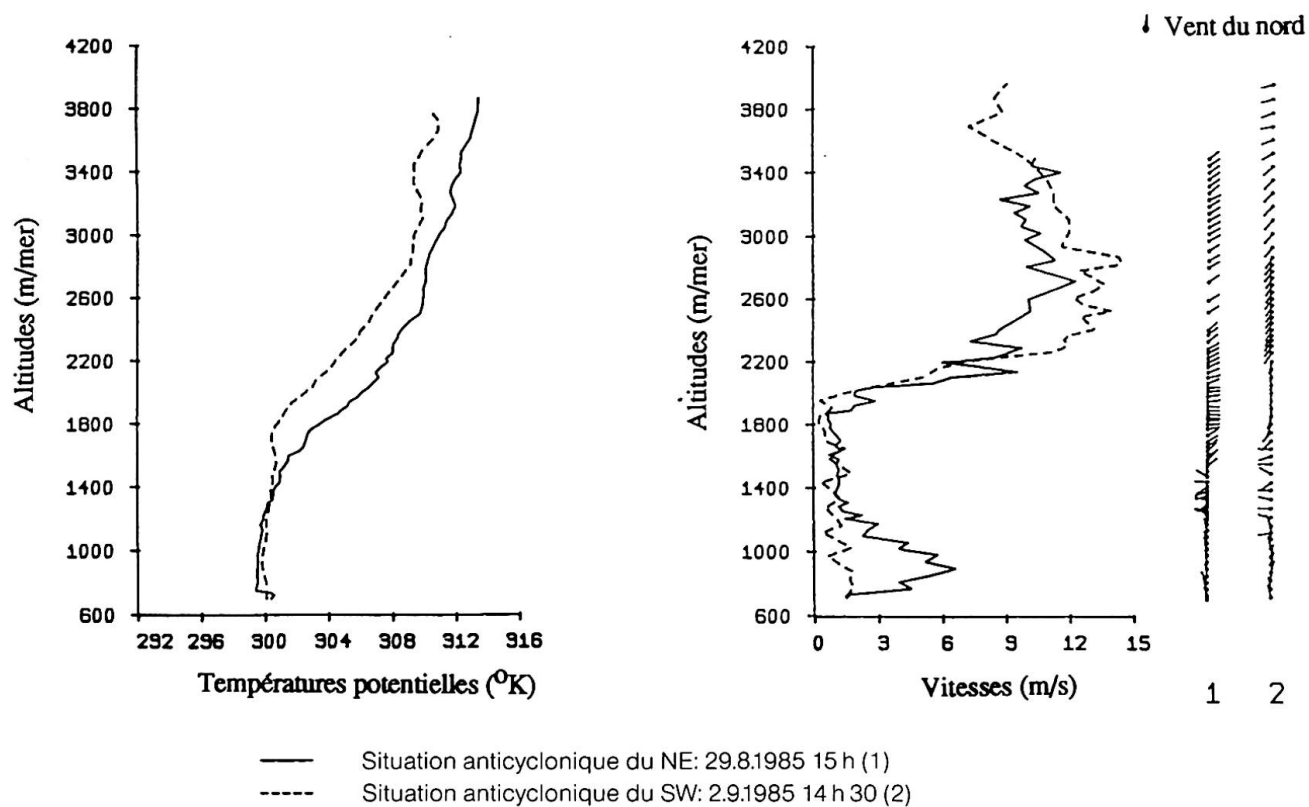 Vent du nord
4200
3800
3400
3000
2600
2200
1800
1400
1000
600
Altitudes (m/mer)
292 296 300 304 308 312 316
Températures potentielles (°K)
4200
3800
3400
3000
2600
2200
1800
1400
1000
600
Altitudes (m/mer)
0 3 6 9 12 15
Vitesses (m/s)
1 2
Situation anticyclonique du NE: 29.8.1985 15 h (1)
Situation anticyclonique du SW: 2.9.1985 14 h 30 (2)